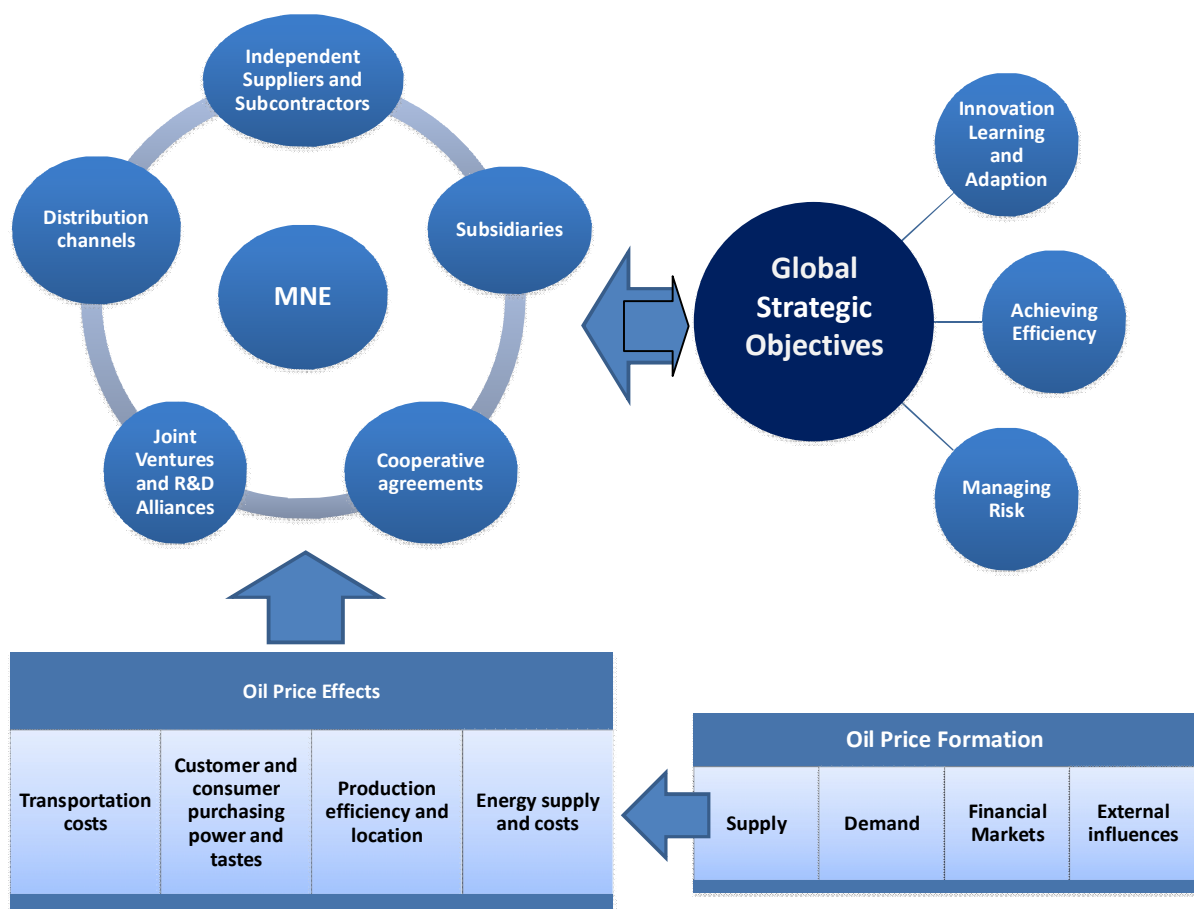 Independent
Suppliers and
Subcontractors
Distribution
channels
Subsidiaries
MNE
Joint
Ventures
and R&D
Alliances
Cooperative
agreements
Global
Strategic
Objectives
Innovation
Learning
and
Adaption
Achieving
Efficiency
Managing
Risk
Oil Price Effects
Transportation
costs
Customer and
consumer
purchasing
power and
tastes
Production
efficiency and
location
Energy supply
and costs
Oil Price Formation
Supply
Demand
Financial
Markets
External
influences